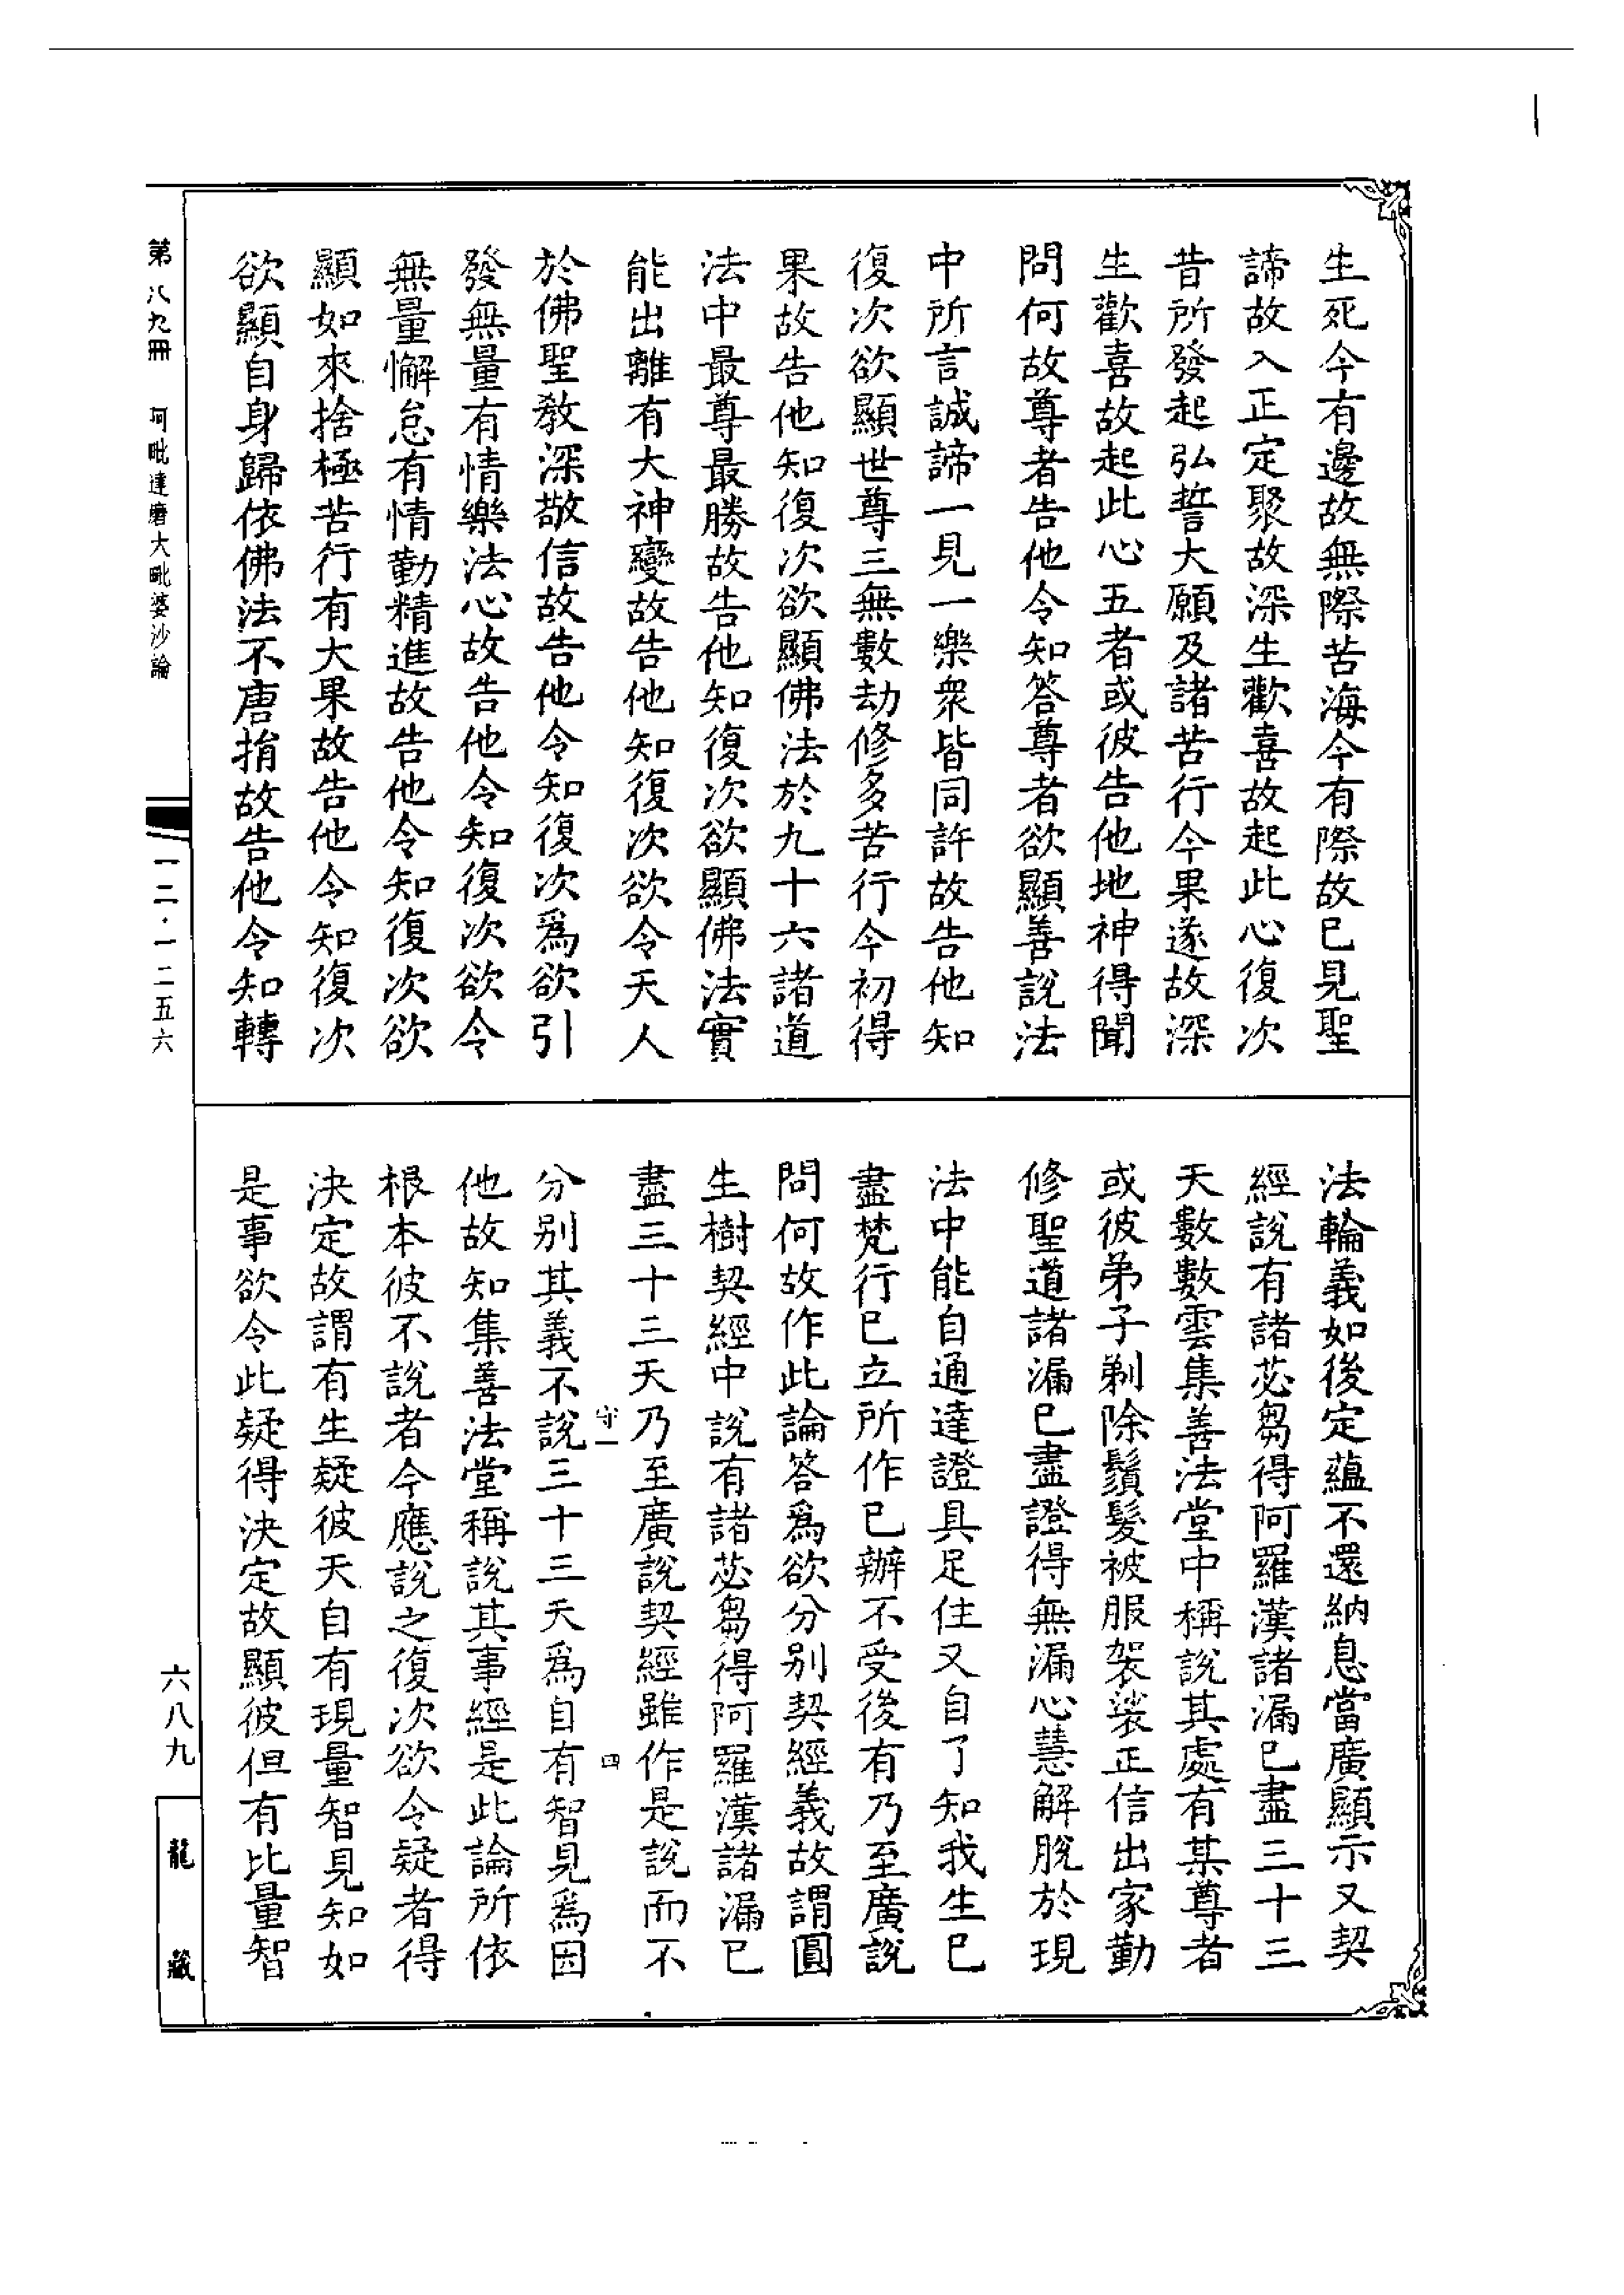 生死今有邊故無際苦海今有際故已見聖
諦故入正定聚故深生歡喜故起此心復次
昔所發起弘誓大願及諸苦行今果遂故深
生歡喜故起此心五者或彼告他地神得聞
問何故尊者告他令知答尊者欲顯善說法
中所言誠諦一見一樂衆皆同許故告他知
復次欲顯世尊三無數劫修多苦行今初得
果故告他知復次欲顯佛法於九十六諸道
法中最尊最勝故告他知復次欲顯佛法實
能出離有大神變故告他知復次欲令天人
於佛聖教深敬信故告他令知復次爲欲引
發無量有情樂法心故告他令知復次欲令
無量懈怠有情勤精進故告他令知復次欲
顯如來捨極苦行有大果故告他令知復次
欲顯自身歸依佛法不唐捐故告他令知轉
法輪義如後定蘊不還納息當廣顯示又契
經說有諸苾芻得阿羅漢諸漏已盡三十三
天數數雲集善法堂中稱說其處有某尊者
或彼弟子剃除鬚髮被服袈裟正信出家勤
修聖道諸漏已盡證得無漏心慧解脫於現
法中能自通達證具足住又自了知我生已
盡梵行已立所作已辦不受後有乃至廣說
問何故作此論答爲欲分别契經義故謂圓
生樹契經中說有諸苾芻得阿羅漢諸漏已
盡三十三天乃至廣說契經雖作是說而不
守一 四
分别其義不說三十三天爲自有智見爲因
他故知集善法堂稱說其事經是此論所依
根本彼不說者今應說之復次欲令疑者得
決定故謂有生疑彼天自有現量智見知如
是事欲令此疑得決定故顯彼但有比量智
第八九冊 阿毗達磨大毗婆沙論
一二·一二五六
六八九
龍藏